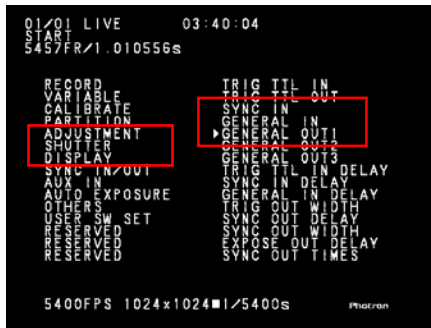 01/01 LIVE 03:40:04
START
5457FR/1.010556s
RECORD
VARIABLE
CALIBRATE
PARTITION
ADJUSTMENT
SHUTTER
DISPLAY
SYNC IN/OUT
AUX IN
AUTO EXPOSURE
OTHERS
USER SW SET
RESERVED
RESERVED
RESERVED
TRIG TTL IN
TRIG TTL OUT
SYNC IN
GENERAL IN
▶GENERAL OUT1
GENERAL OUT2
GENERAL OUT3
TRIG TTL IN DELAY
SYNC IN DELAY
GENERAL IN DELAY
TRIG OUT WIDTH
SYNC OUT DELAY
SYNC OUT WIDTH
EXPOSE OUT DELAY
SYNC OUT TIMES
5400FPS 1024x1024■1/5400s
Photron